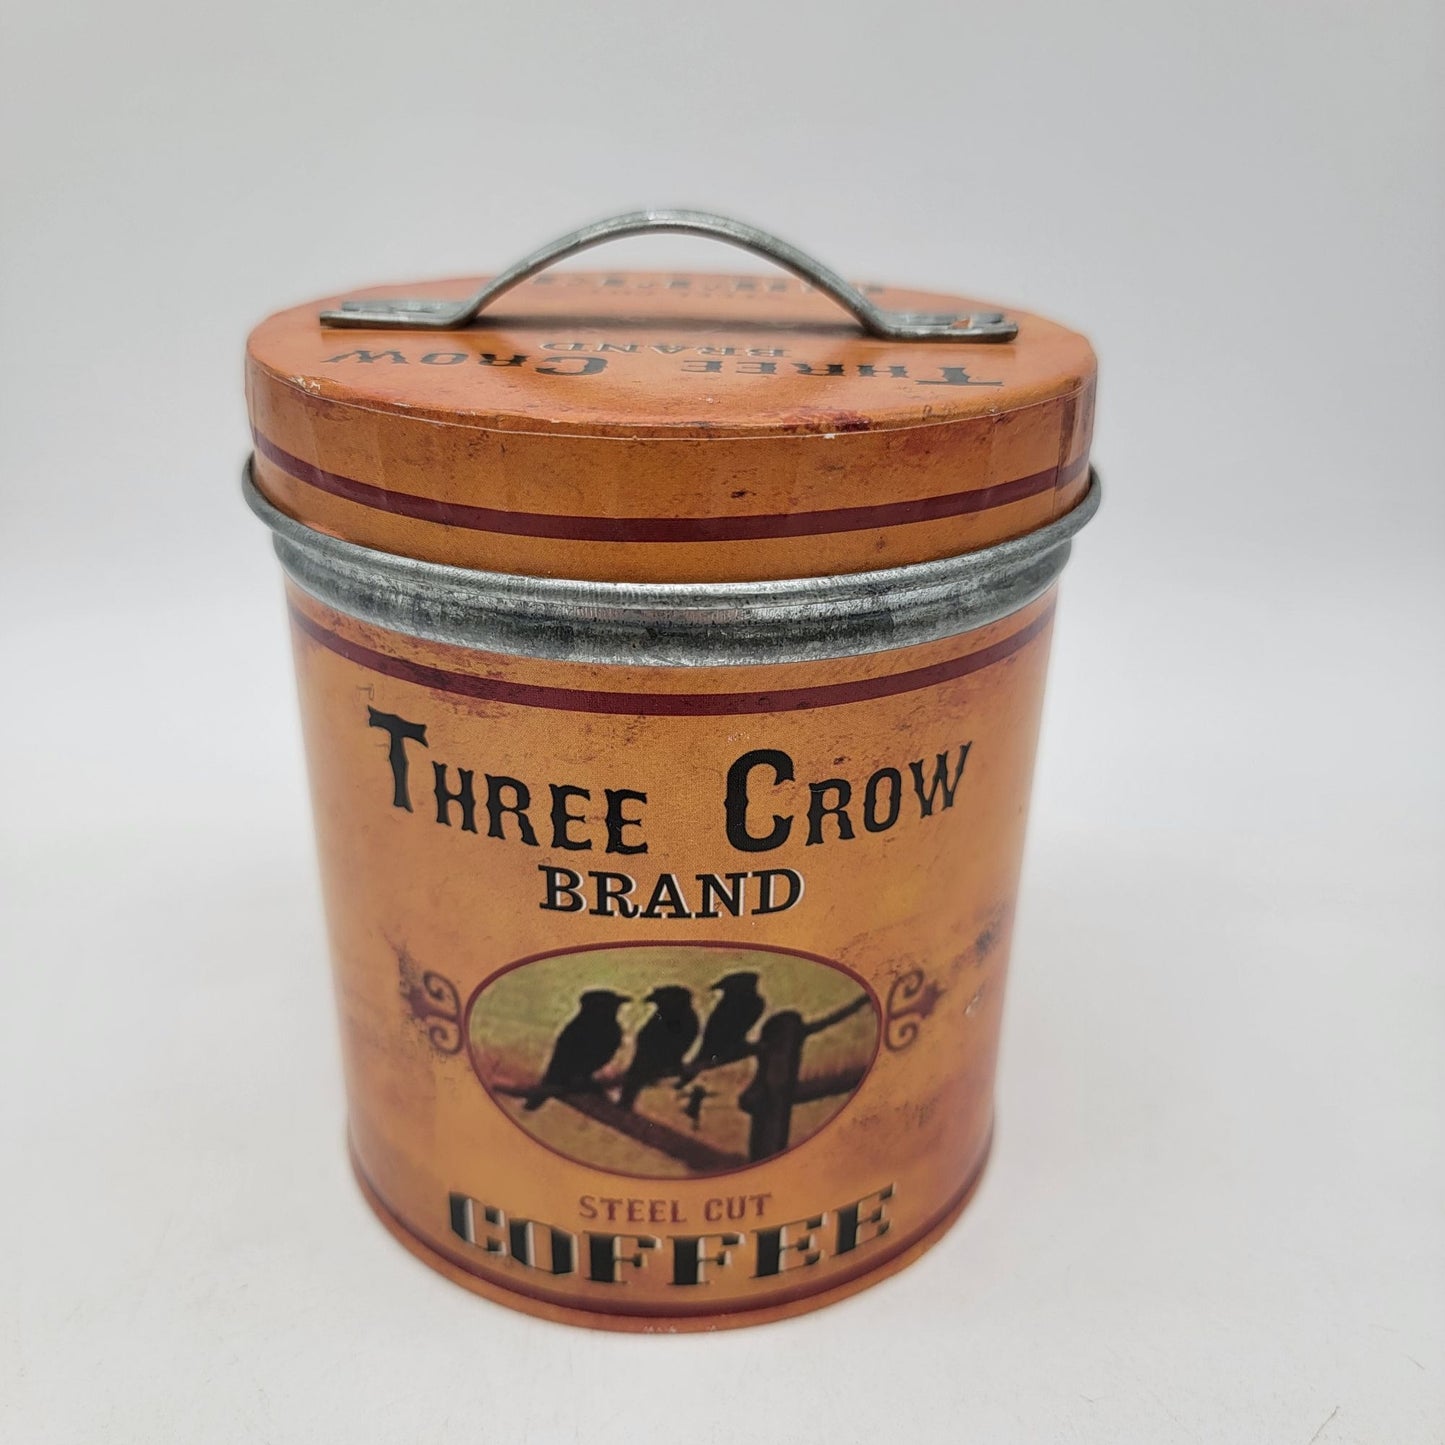 THREE CROW
BRAND
THREE CROW
BRAND
STEEL CUT
COFFEE